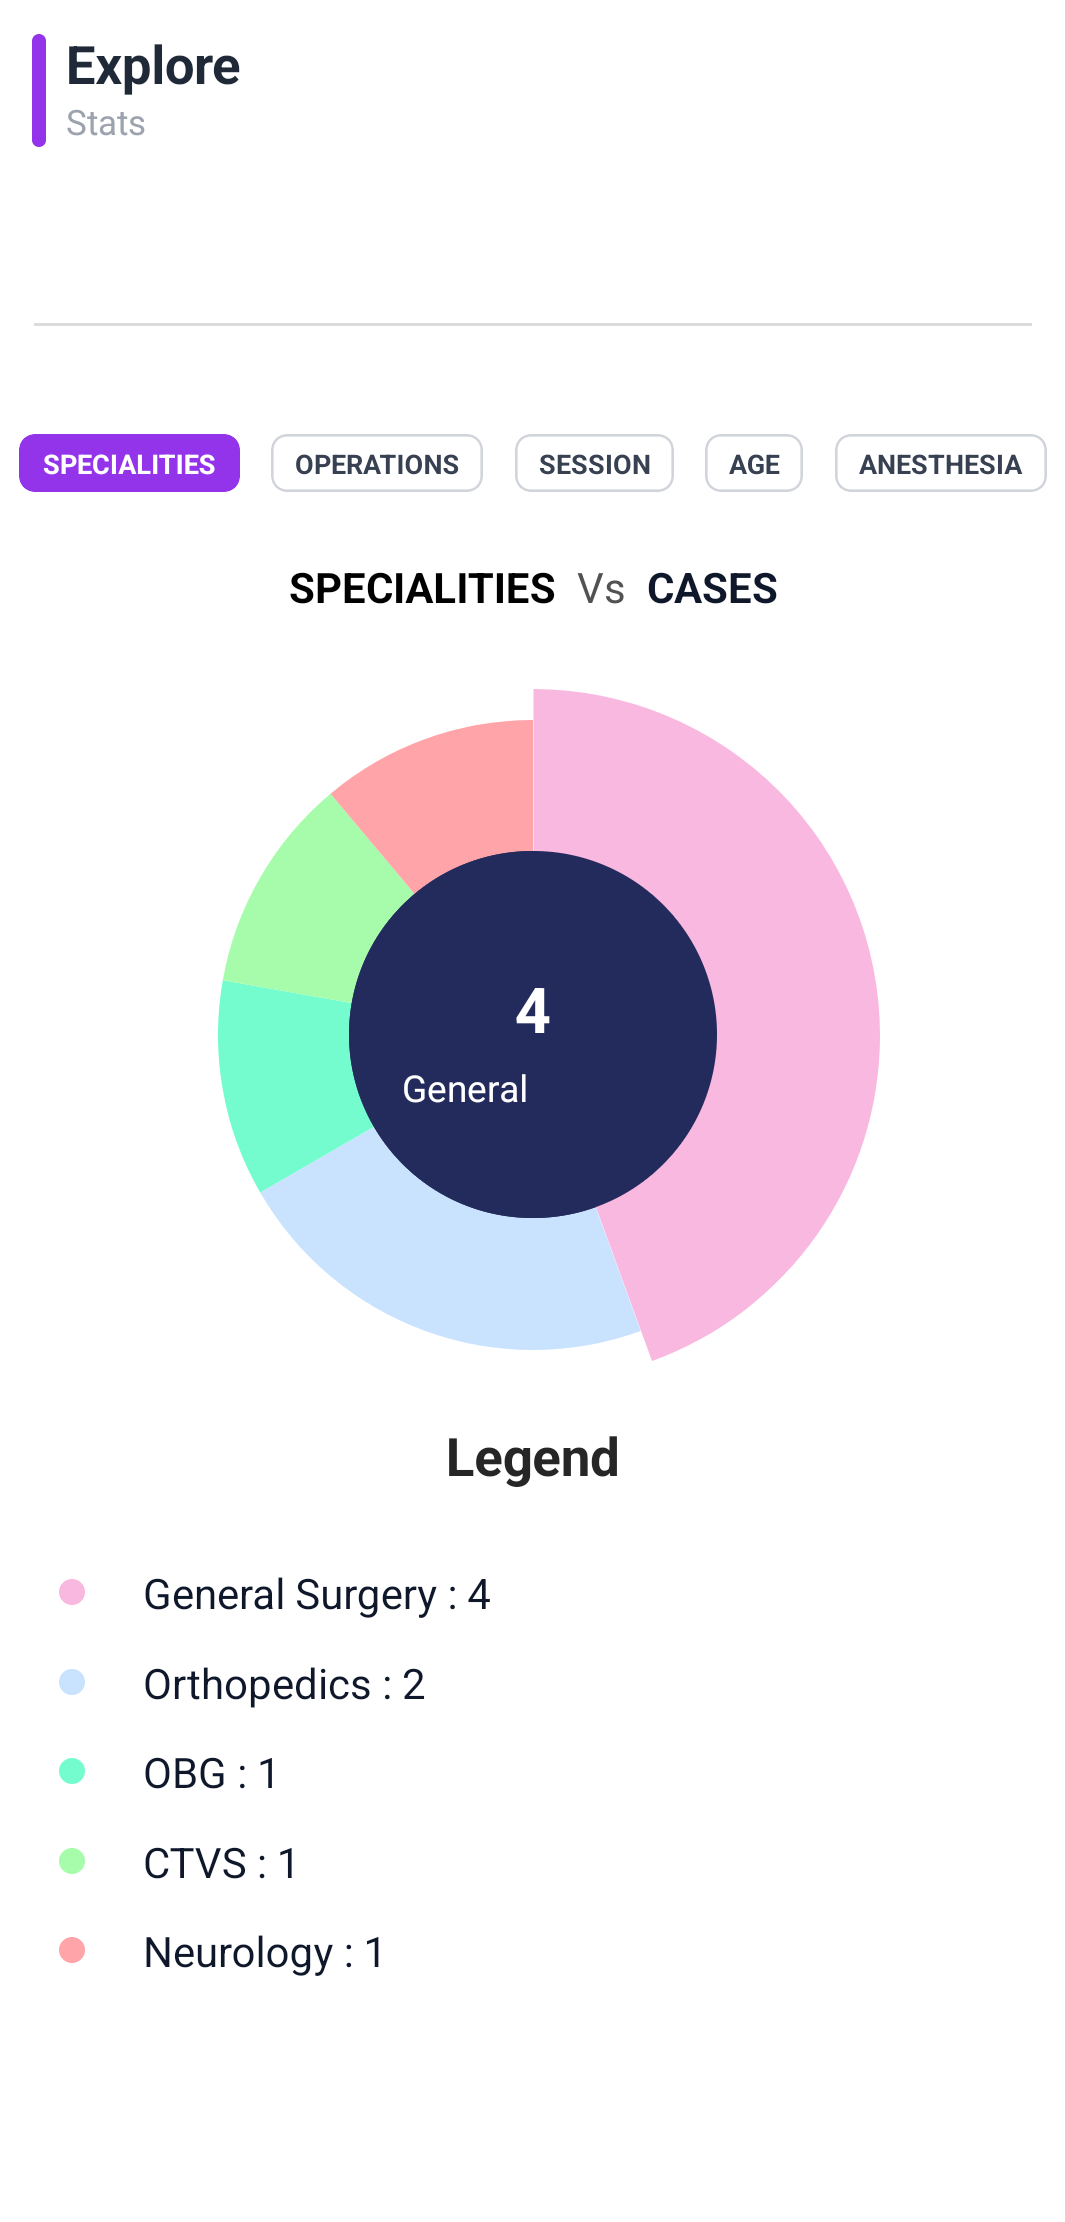 Explore
Stats
SPECIALITIES OPERATIONS SESSION AGE ANESTHESIA
SPECIALITIES Vs CASES
4
General
Legend
General Surgery : 4
Orthopedics : 2
OBG : 1
CTVS : 1
Neurology : 1